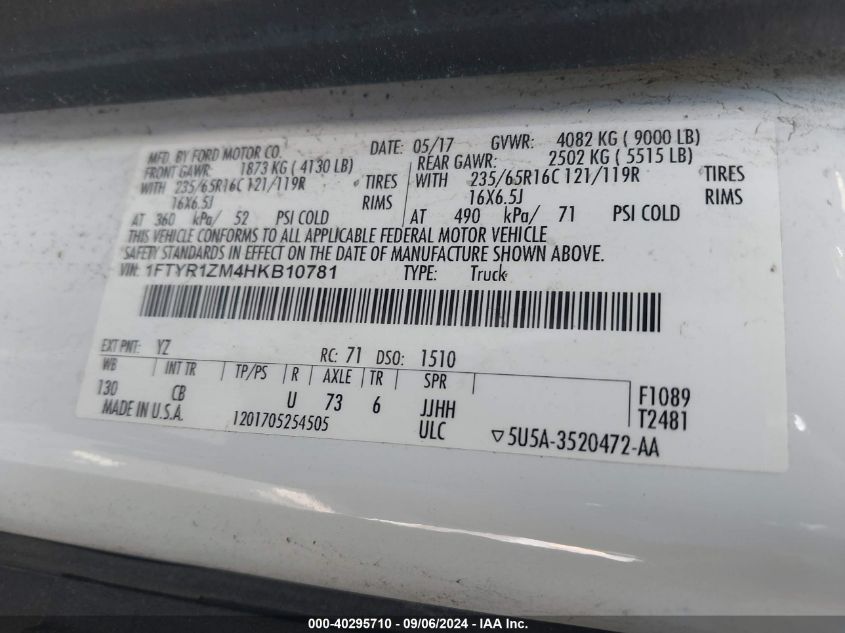 MFD. BY FORD MOTOR CO. DATE: 05/17 GVWR: 4082 KG ( 9000 LB)
FRONT GAWR: 1873 KG ( 4130 LB) REAR GAWR: 2502 KG ( 5515 LB)
WITH 235/65R16C 121/119R TIRES WITH 235/65R16C 121/119R TIRES
16X6.5J RIMS 16X6.5J RIMS
AT 360 kPa/ 52 PSI COLD AT 490 kPa/ 71 PSI COLD
THIS VEHICLE CONFORMS TO ALL APPLICABLE FEDERAL MOTOR VEHICLE
SAFETY STANDARDS IN EFFECT ON THE DATE OF MANUFACTURE SHOWN ABOVE.
VIN: 1FTYR1ZM4HKB10781 TYPE: Truck
EXT PNT: YZ RC: 71 DSO: 1510
WB INT TR TP/PS R AXLE TR SPR
130 CB U 73 6 JJHH F1089
MADE IN U.S.A. 1201705254505 ULC T2481
▽5U5A-3520472-AA
000-40295710 - 09/06/2024 - IAA Inc.